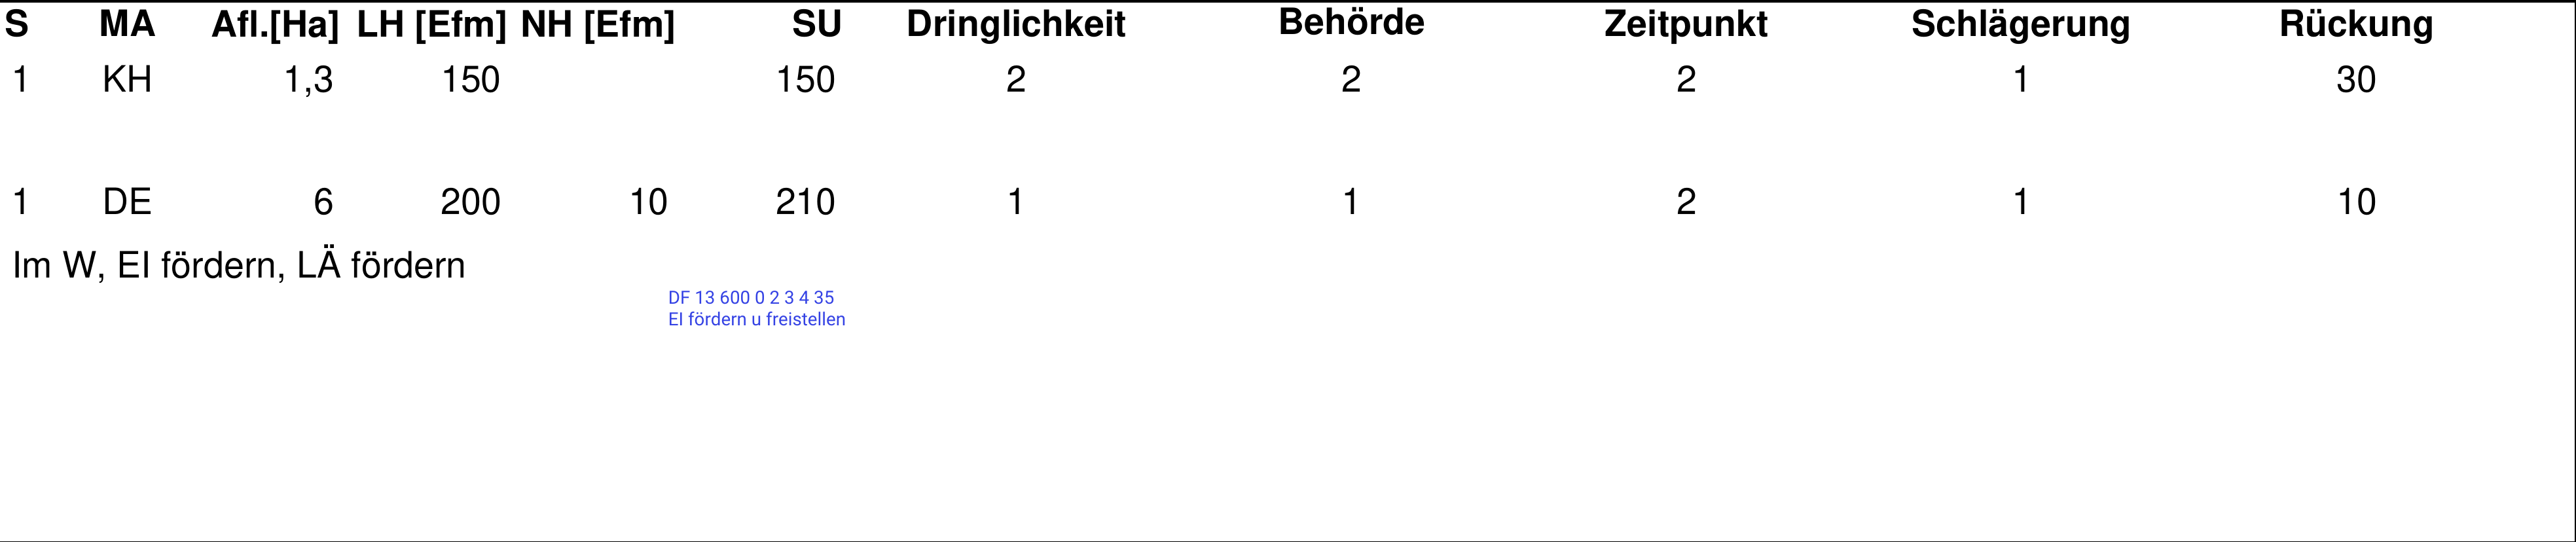 S MA Afl.[Ha] LH [Efm] NH [Efm] SU Dringlichkeit Behörde Zeitpunkt Schlägerung Rückung
1 KH 1,3 150 150 2 2 2 1 30
1 DE 6 200 10 210 1 1 2 1 10
Im W, EI fördern, LÄ fördern
DF 13 600 0 2 3 4 35
EI fördern u freistellen